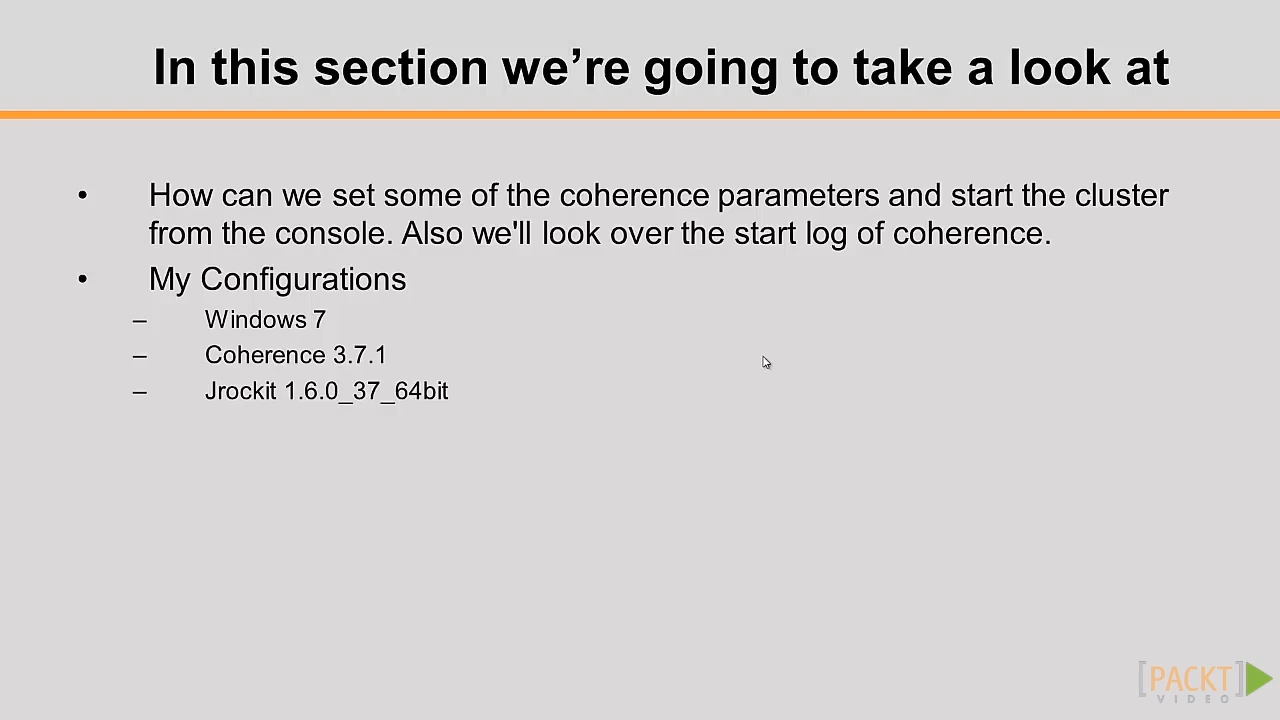 In this section we’re going to take a look at
• How can we set some of the coherence parameters and start the cluster
from the console. Also we'll look over the start log of coherence.
• My Configurations
– Windows 7
– Coherence 3.7.1
– Jrockit 1.6.0_37_64bit
[PACKT]
VIDEO